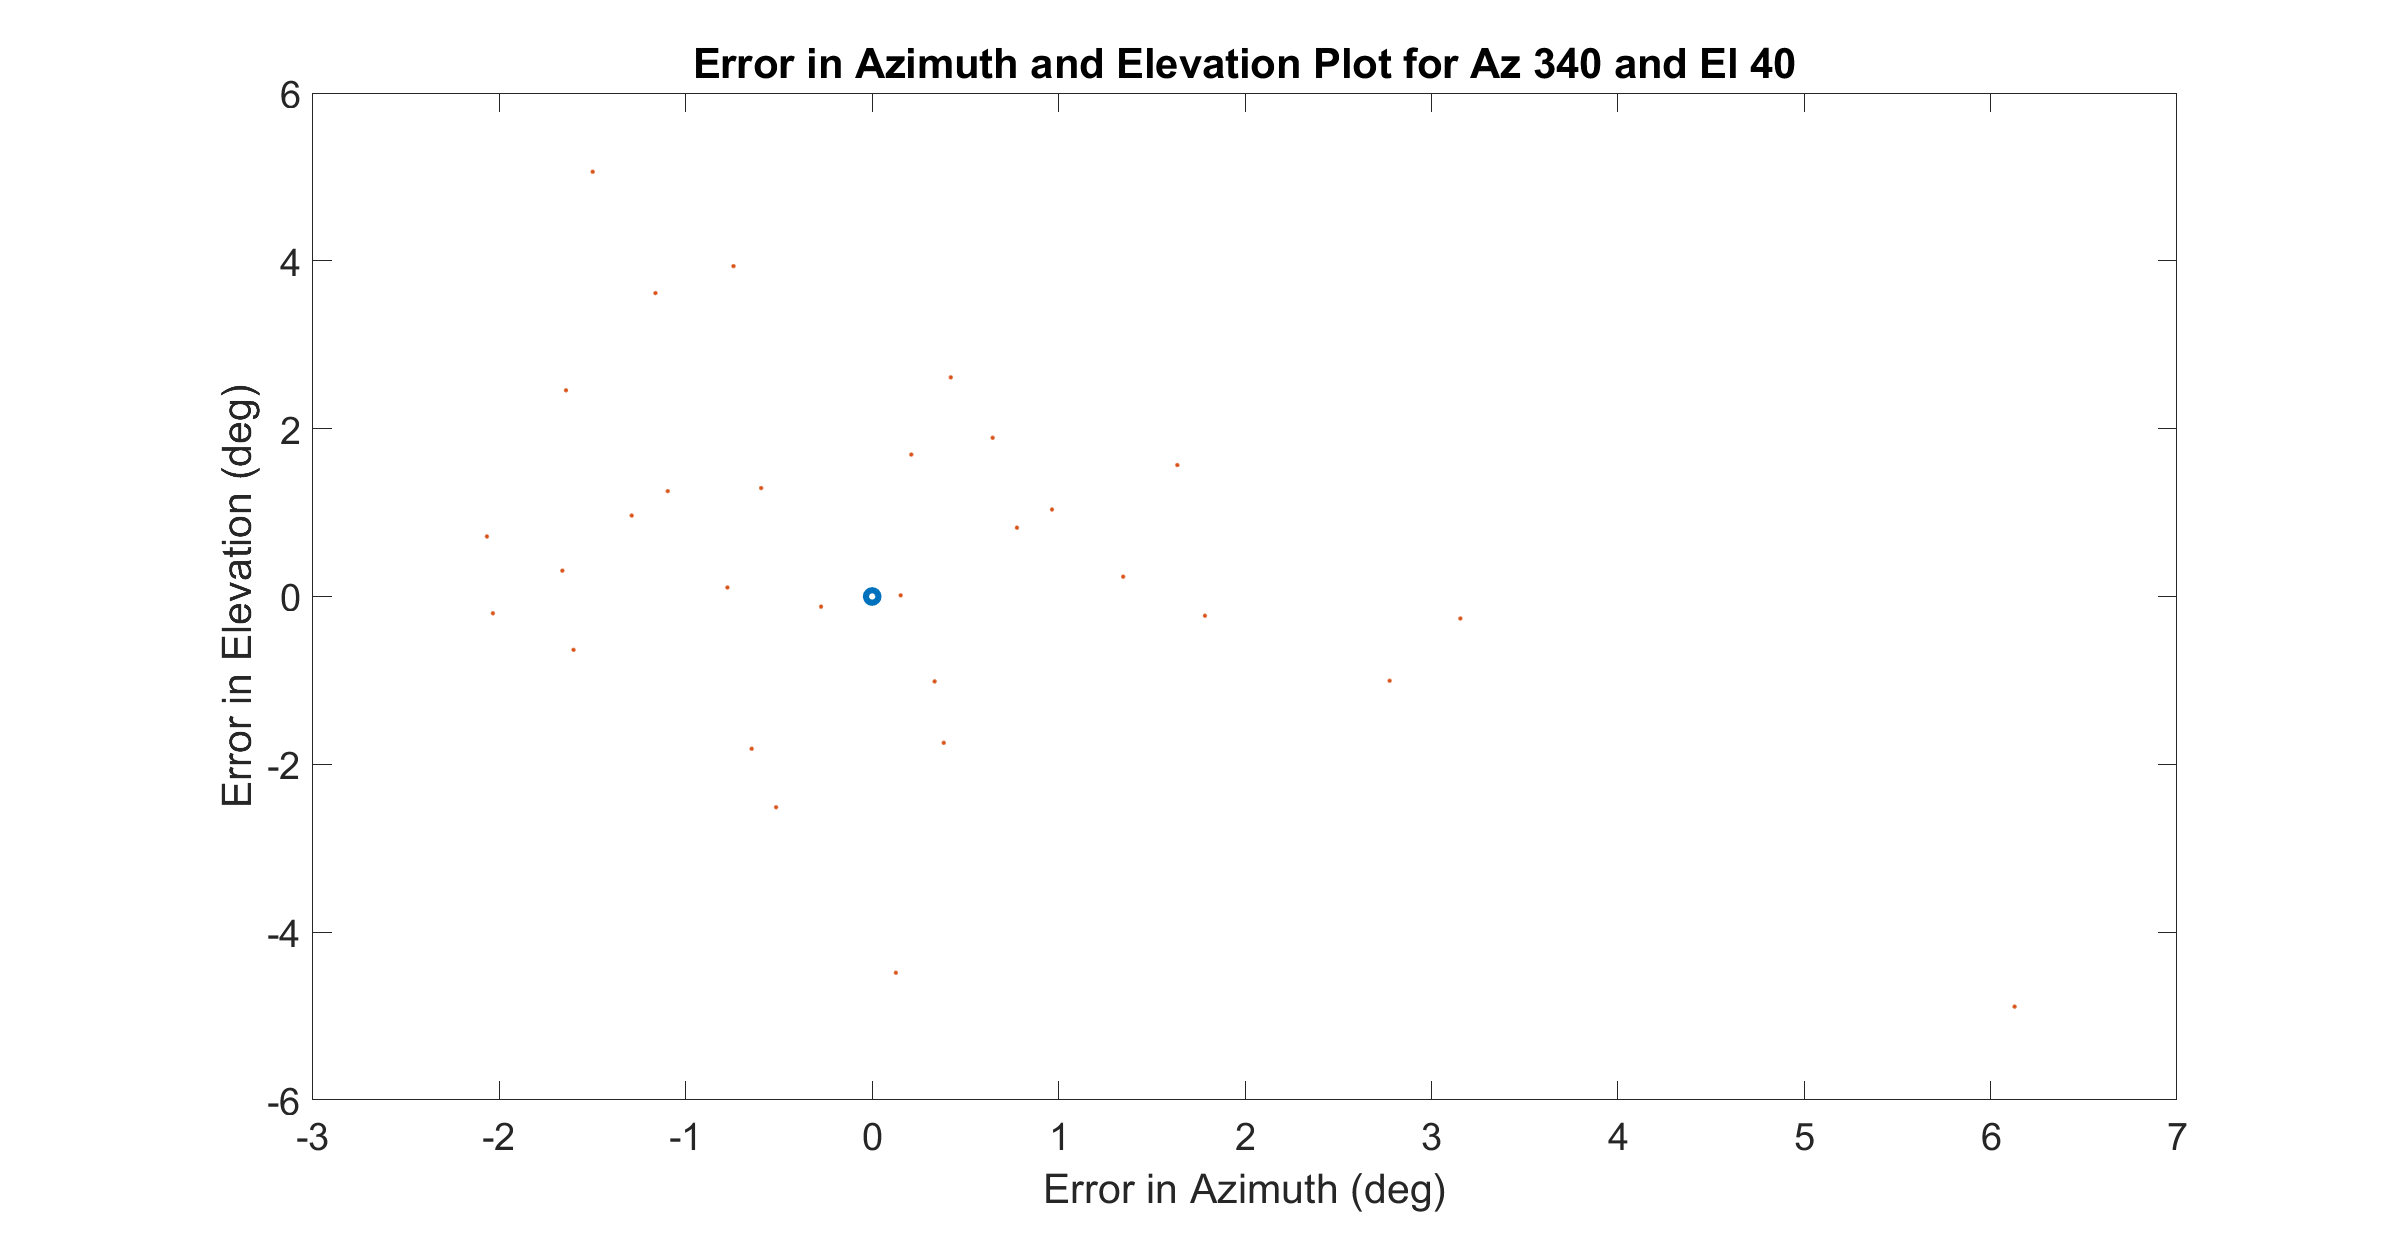 Error in Azimuth and Elevation Plot for Az 340 and El 40
6
4
2
0
-2
-4
-6
Error in Elevation (deg)
-3 -2 -1 0 1 2 3 4 5 6 7
Error in Azimuth (deg)